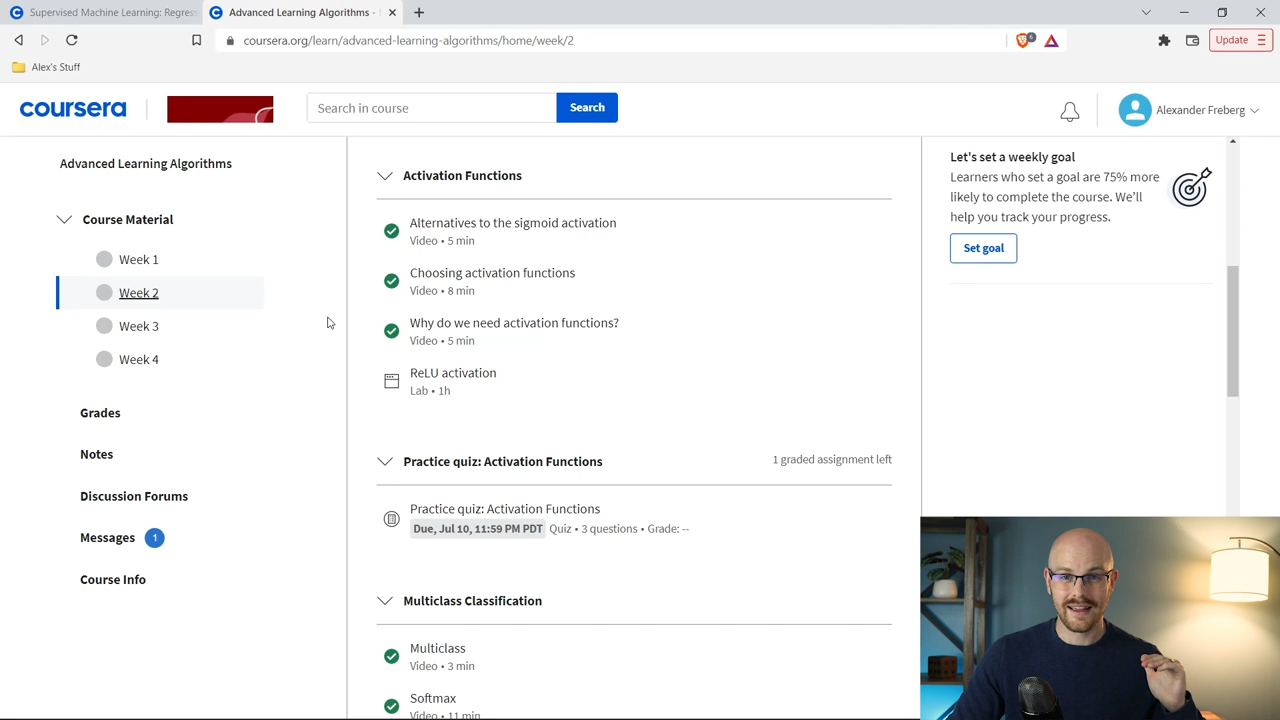 Supervised Machine Learning: Regres
Advanced Learning Algorithms -
coursera.org/learn/advanced-learning-algorithms/home/week/2
6
Update
Alex's Stuff
coursera
Search in course
Search
Alexander Freberg
Advanced Learning Algorithms
Course Material
Week 1
Week 2
Week 3
Week 4
Grades
Notes
Discussion Forums
Messages 1
Course Info
Activation Functions
Alternatives to the sigmoid activation
Video • 5 min
Choosing activation functions
Video • 8 min
Why do we need activation functions?
Video • 5 min
ReLU activation
Lab • 1h
Practice quiz: Activation Functions
1 graded assignment left
Practice quiz: Activation Functions
Due, Jul 10, 11:59 PM PDT Quiz • 3 questions • Grade: --
Multiclass Classification
Multiclass
Video • 3 min
Softmax
Video • 11 min
Let's set a weekly goal
Learners who set a goal are 75% more
likely to complete the course. We'll
help you track your progress.
Set goal